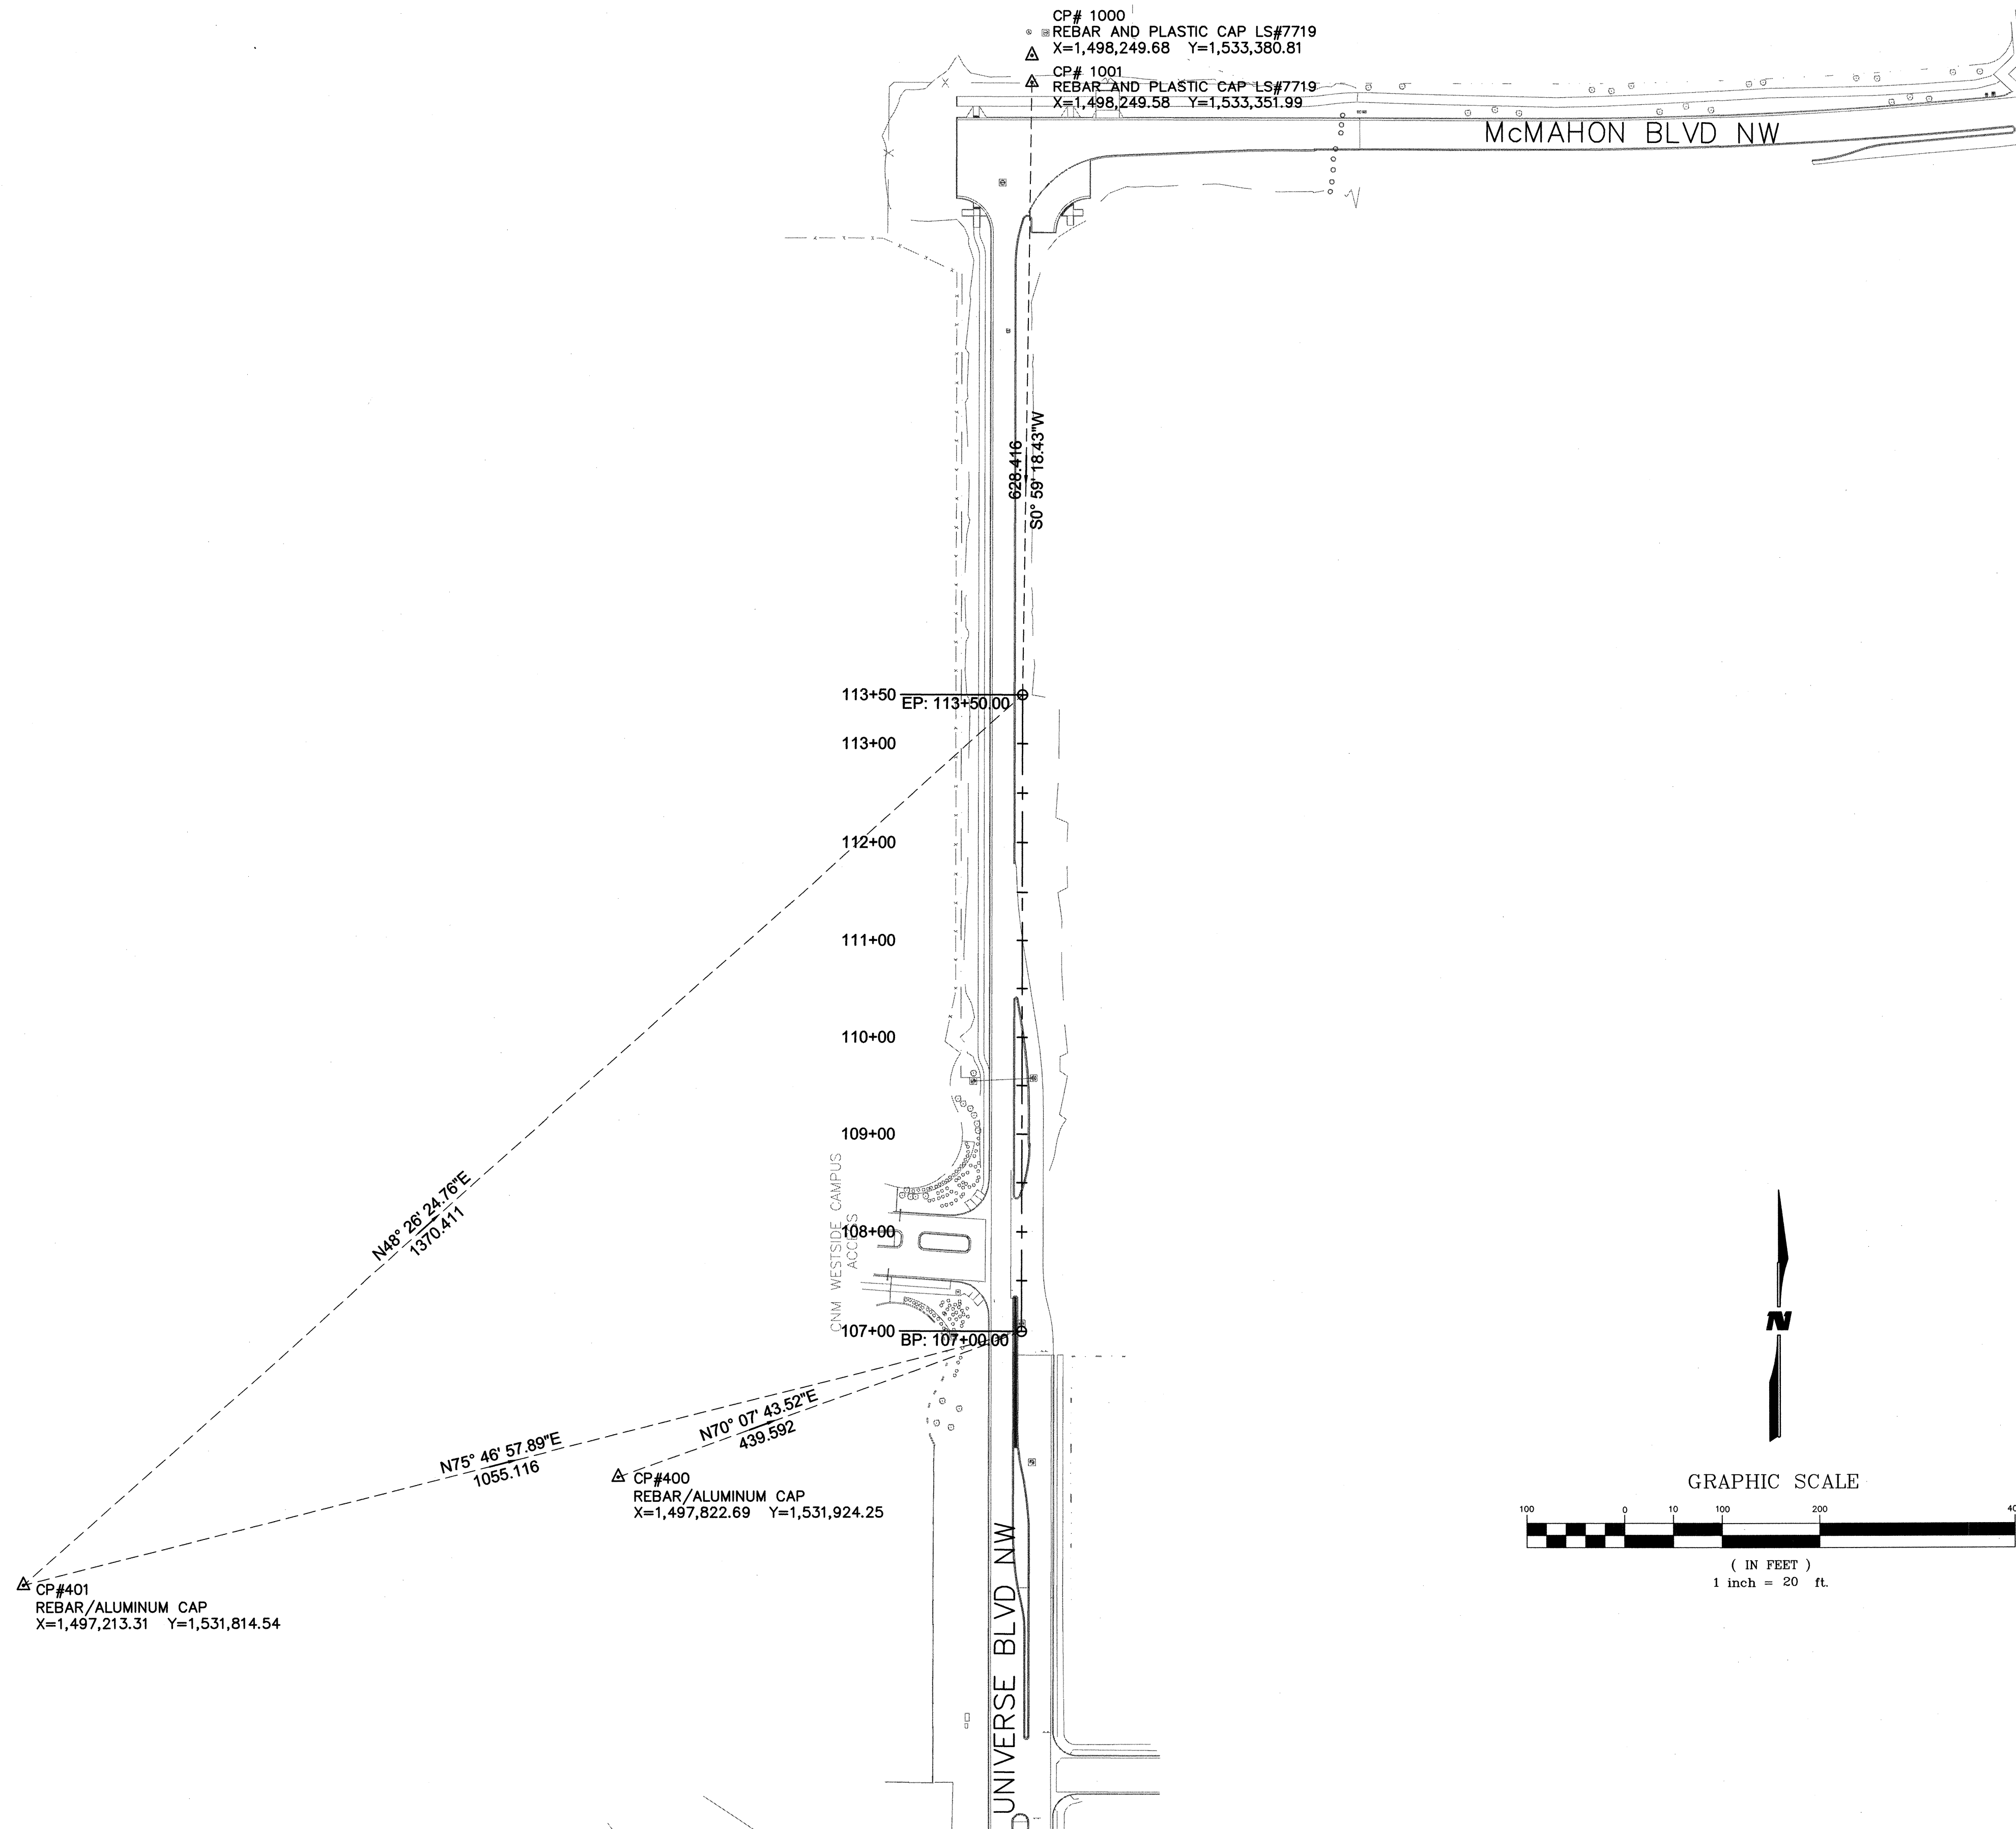 CP# 1000
REBAR AND PLASTIC CAP LS#7719
X=1,498,249.68 Y=1,533,380.81
CP# 1001
REBAR AND PLASTIC CAP LS#7719
X=1,498,249.58 Y=1,533,351.99
McMAHON BLVD NW
628.416
S0° 59' 18.43"W
113+50
EP: 113+50.00
113+00
112+00
111+00
110+00
109+00
CNM WESTSIDE CAMPUS
ACCESS
108+00
107+00
BP: 107+00.00
N48° 26' 24.76"E
1370.411
N75° 46' 57.89"E
1055.116
N70° 07' 43.52"E
439.592
CP#400
REBAR/ALUMINUM CAP
X=1,497,822.69 Y=1,531,924.25
CP#401
REBAR/ALUMINUM CAP
X=1,497,213.31 Y=1,531,814.54
UNIVERSE BLVD NW
N
GRAPHIC SCALE
100 0 10 100 200
( IN FEET )
1 inch = 20 ft.